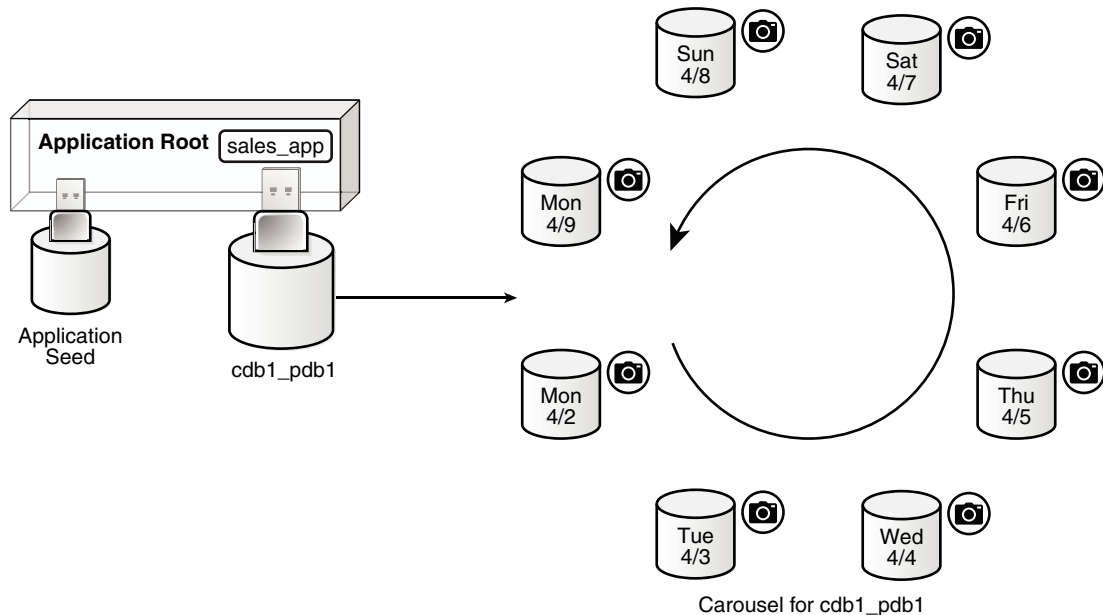 Application Root
sales_app
Application
Seed
cdb1_pdb1
Sun
4/8
Sat
4/7
Mon
4/9
Fri
4/6
Mon
4/2
Thu
4/5
Tue
4/3
Wed
4/4
Carousel for cdb1_pdb1